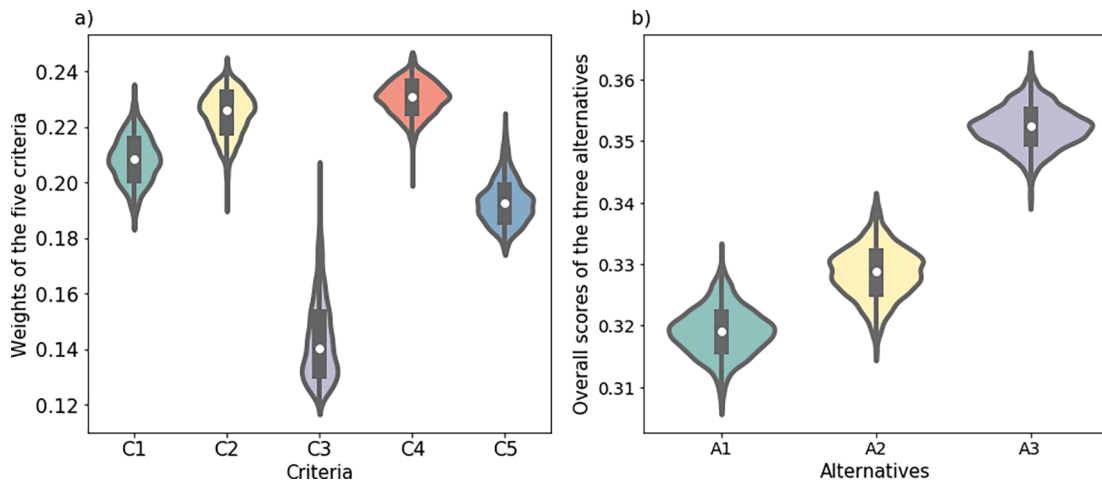 a)
Weights of the five criteria
0.24
0.22
0.20
0.18
0.16
0.14
0.12
C1 C2 C3 C4 C5
Criteria
b)
Overall scores of the three alternatives
0.36
0.35
0.34
0.33
0.32
0.31
A1 A2 A3
Alternatives